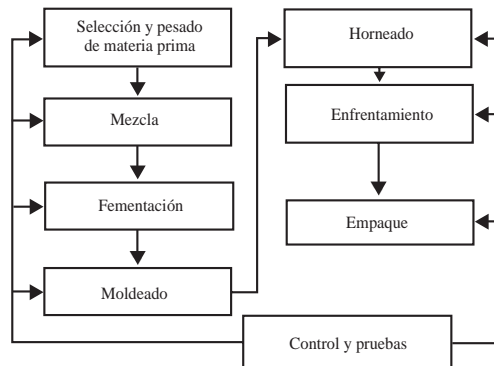 Selección y pesado
de materia prima
Mezcla
Fementación
Moldeado
Horneado
Enfrentamiento
Empaque
Control y pruebas